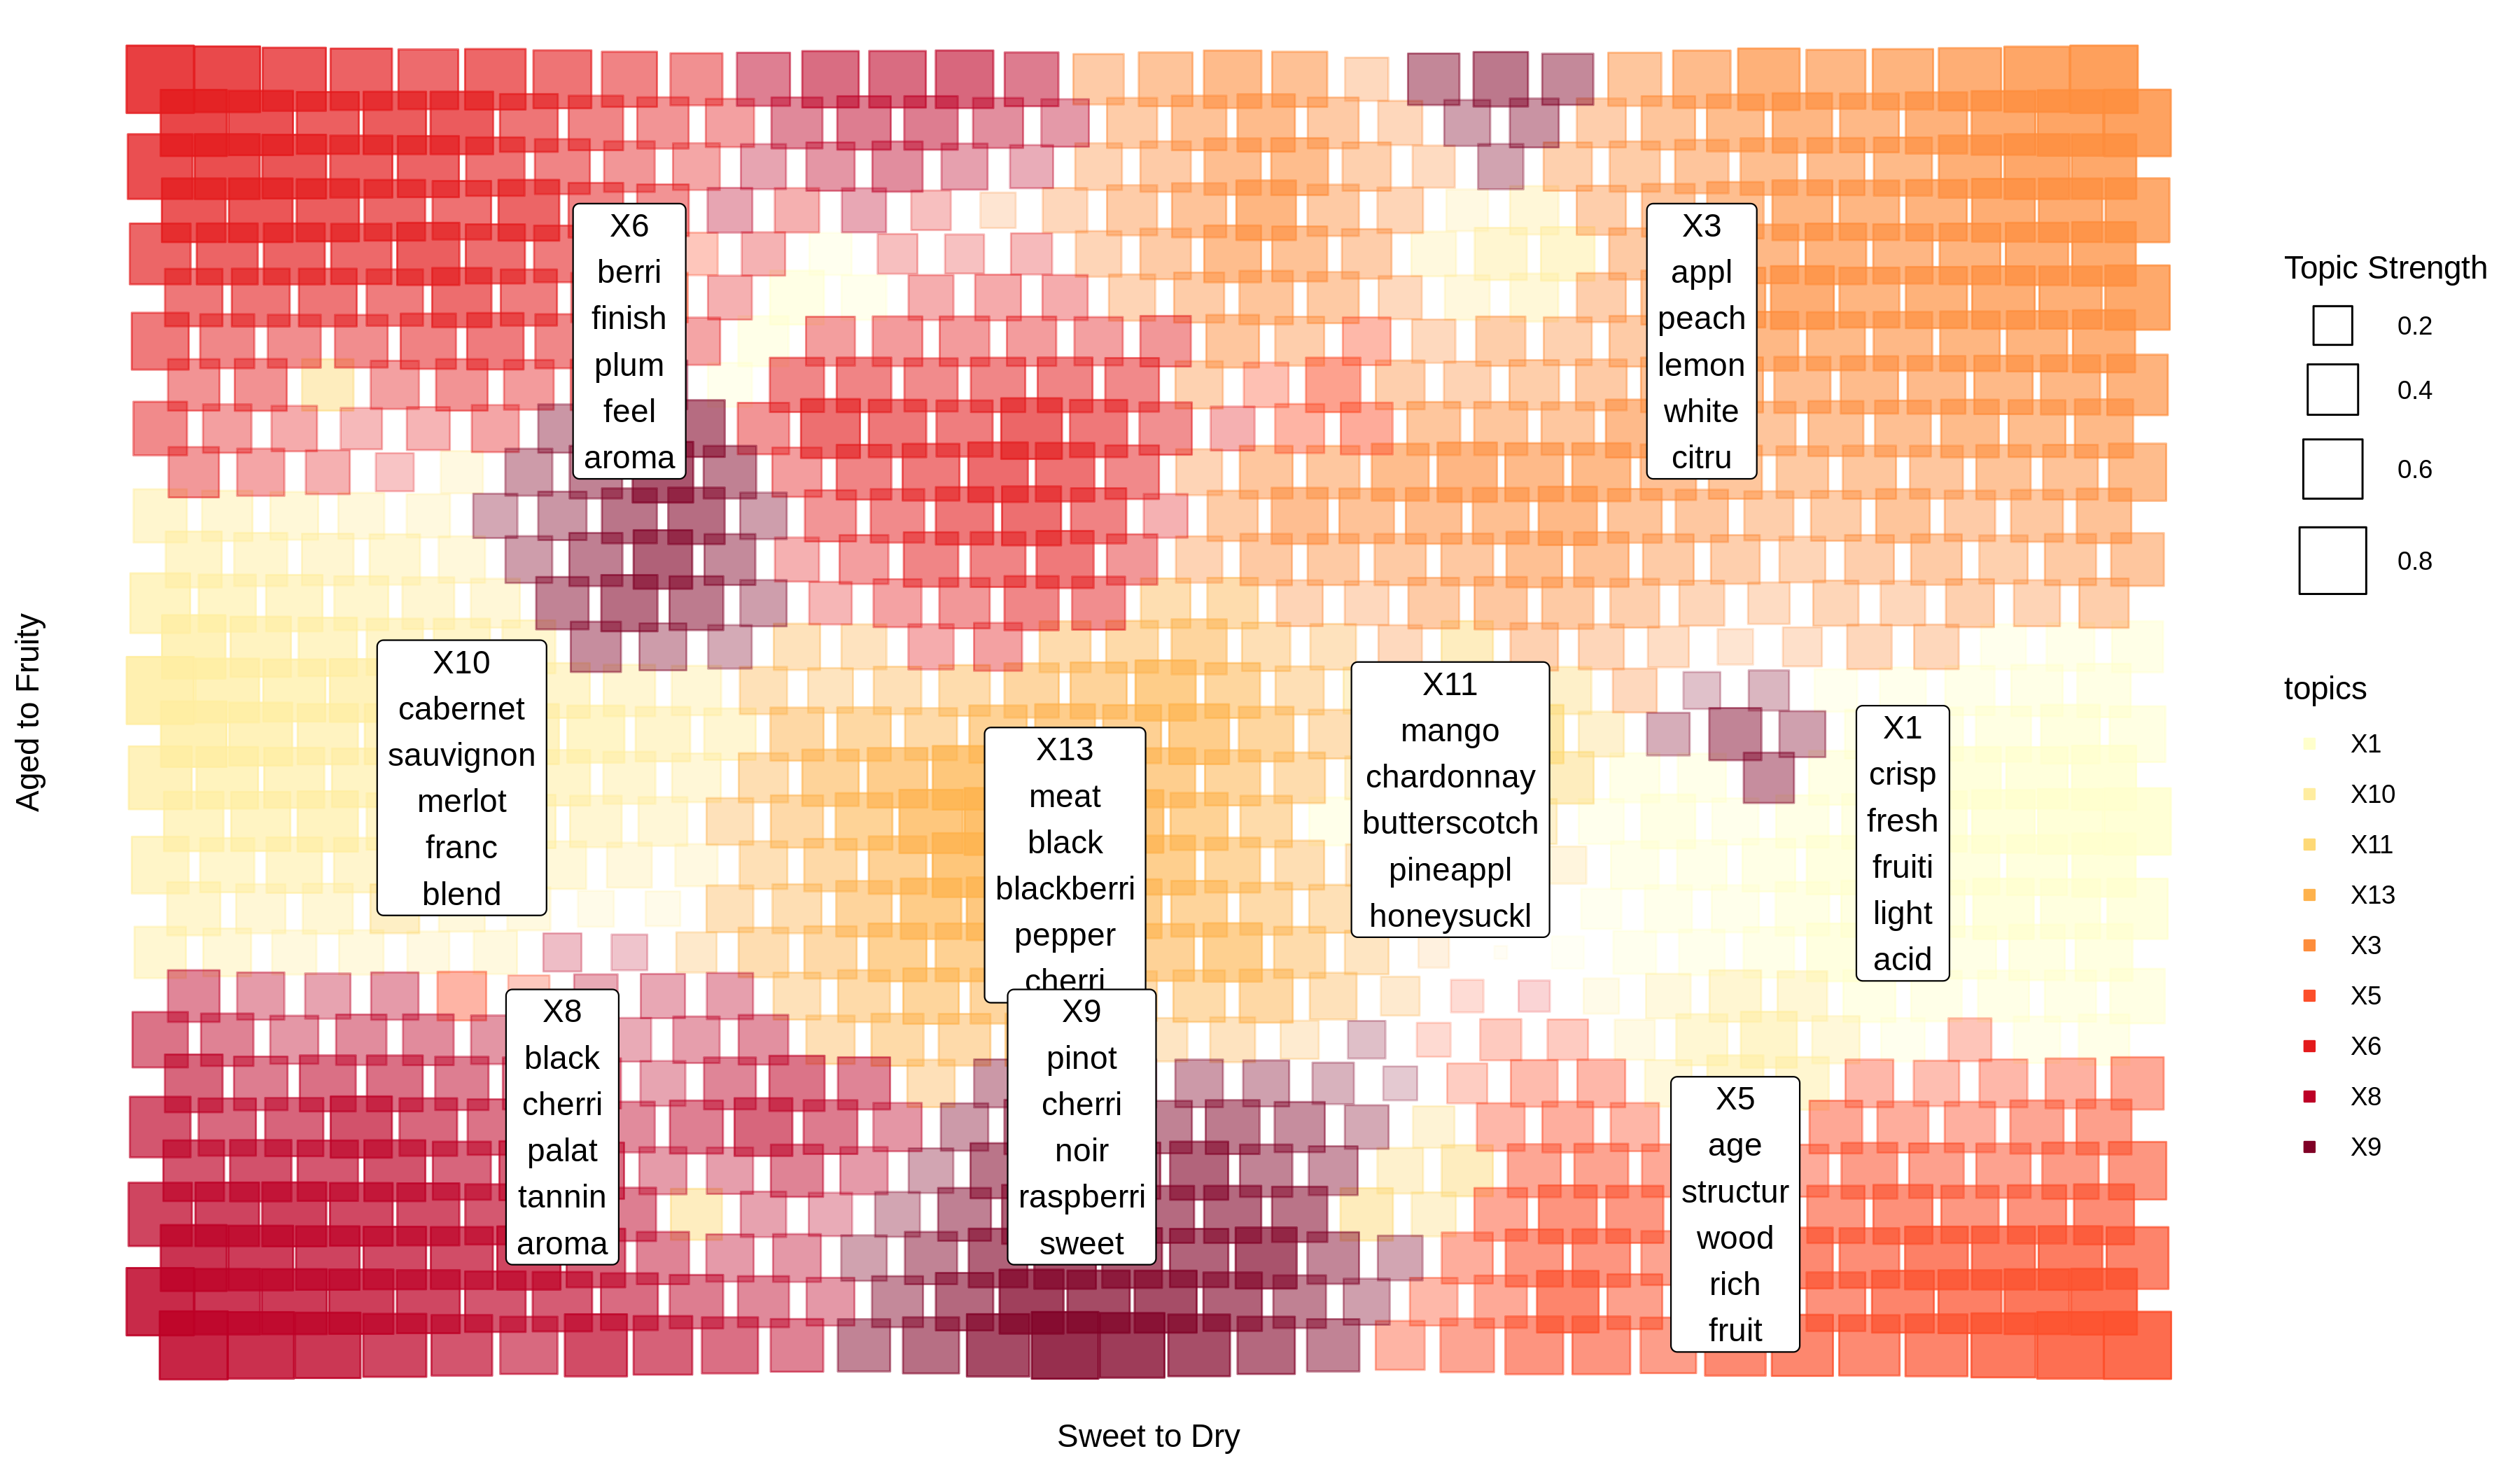 X6
berri
finish
plum
feel
aroma
X3
appl
peach
lemon
white
citru
X10
cabernet
sauvignon
merlot
franc
blend
X13
meat
black
blackberri
pepper
cherri
X11
mango
chardonnay
butterscotch
pineappl
honeysuckl
X1
crisp
fresh
fruiti
light
acid
X8
black
cherri
palat
tannin
aroma
X9
pinot
cherri
noir
raspberri
sweet
X5
age
structur
wood
rich
fruit
Aged to Fruity
Sweet to Dry
Topic Strength
0.2
0.4
0.6
0.8
topics
X1
X10
X11
X13
X3
X5
X6
X8
X9